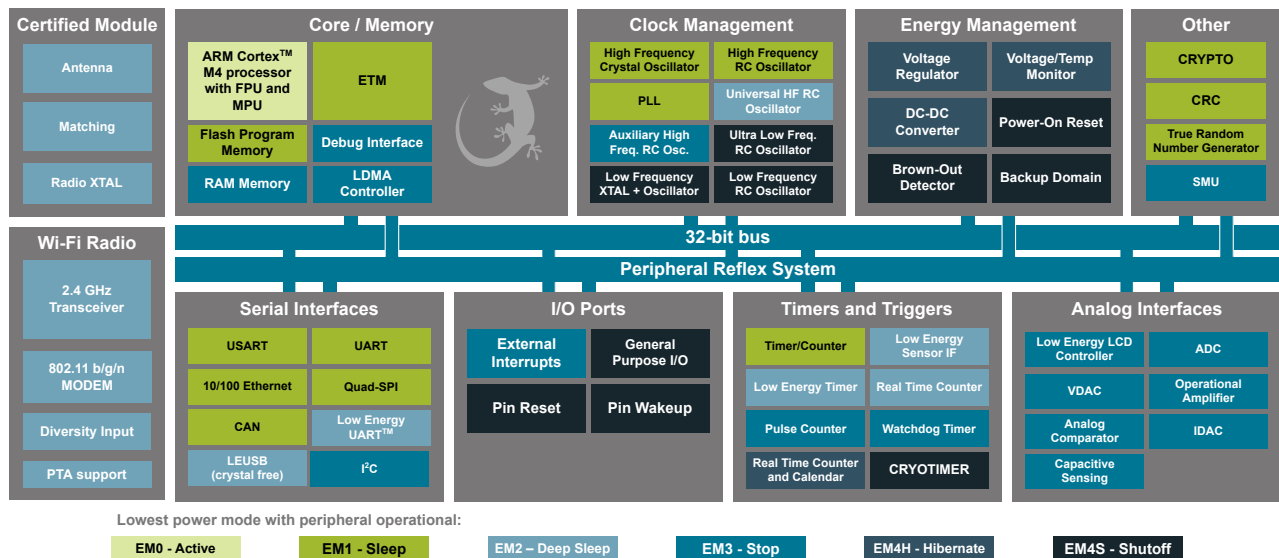 Certified Module
Antenna
Matching
Radio XTAL
Core / Memory
ARM Cortex™
M4 processor
with FPU and
MPU
ETM
Flash Program
Memory
Debug Interface
RAM Memory
LDMA
Controller
Clock Management
High Frequency
Crystal Oscillator
High Frequency
RC Oscillator
PLL
Universal HF RC
Oscillator
Auxiliary High
Freq. RC Osc.
Ultra Low Freq.
RC Oscillator
Low Frequency
XTAL + Oscillator
Low Frequency
RC Oscillator
Energy Management
Voltage
Regulator
Voltage/Temp
Monitor
DC-DC
Converter
Power-On Reset
Brown-Out
Detector
Backup Domain
Other
CRYPTO
CRC
True Random
Number Generator
SMU
32-bit bus
Peripheral Reflex System
Wi-Fi Radio
2.4 GHz
Transceiver
802.11 b/g/n
MODEM
Diversity Input
PTA support
Serial Interfaces
USART
UART
10/100 Ethernet
Quad-SPI
CAN
Low Energy
UART™
LEUSB
(crystal free)
I²C
I/O Ports
External
Interrupts
General
Purpose I/O
Pin Reset
Pin Wakeup
Timers and Triggers
Timer/Counter
Low Energy
Sensor IF
Low Energy Timer
Real Time Counter
Pulse Counter
Watchdog Timer
Real Time Counter
and Calendar
CRYOTIMER
Analog Interfaces
Low Energy LCD
Controller
ADC
VDAC
Operational
Amplifier
Analog
Comparator
IDAC
Capacitive
Sensing
Lowest power mode with peripheral operational:
EM0 - Active
EM1 - Sleep
EM2 – Deep Sleep
EM3 - Stop
EM4H - Hibernate
EM4S - Shutoff